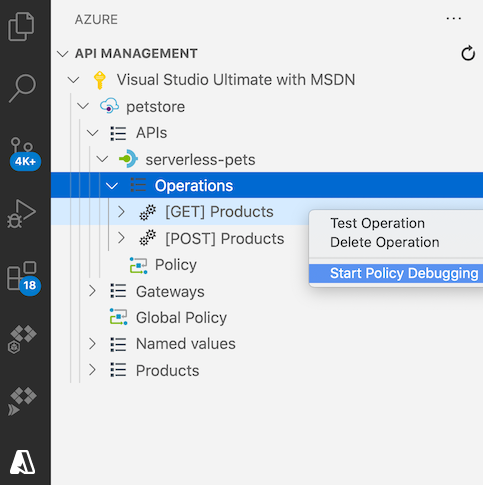 AZURE
API MANAGEMENT
Visual Studio Ultimate with MSDN
petstore
APIs
4K+
serverless-pets
Operations
[GET] Products
Test Operation
[POST] Products
Delete Operation
Policy
Start Policy Debugging
18
Gateways
Global Policy
Named values
Products